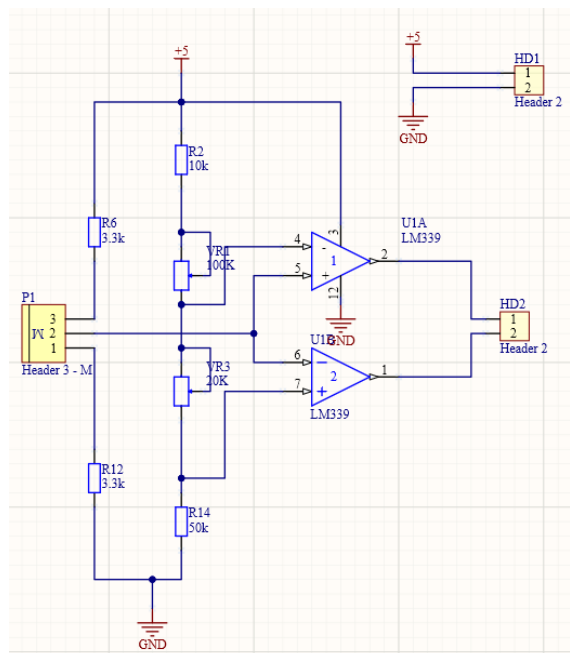 +5
+5
HD1
1
2
Header 2
GND
R2
10k
R6
3.3k
VR1
100K
U1A
LM339
4
-
3
1
2
5
+
12
GND
P1
3
M 2
1
Header 3 - M
HD2
1
2
Header 2
U1B
6
-
2
1
7
+
LM339
VR3
20K
R12
3.3k
R14
50k
GND